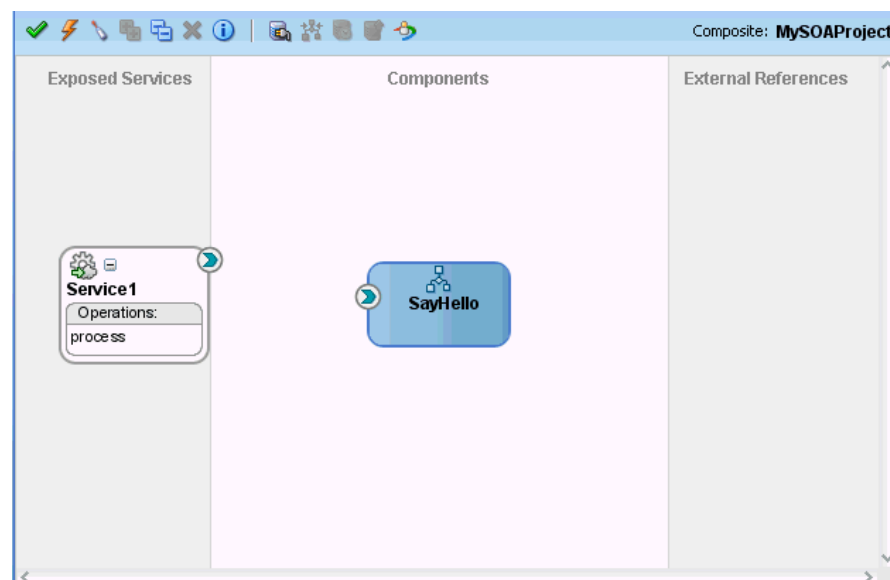 Composite: MySOAProject
Exposed Services
Components
External References
Service1
Operations:
process
SayHello